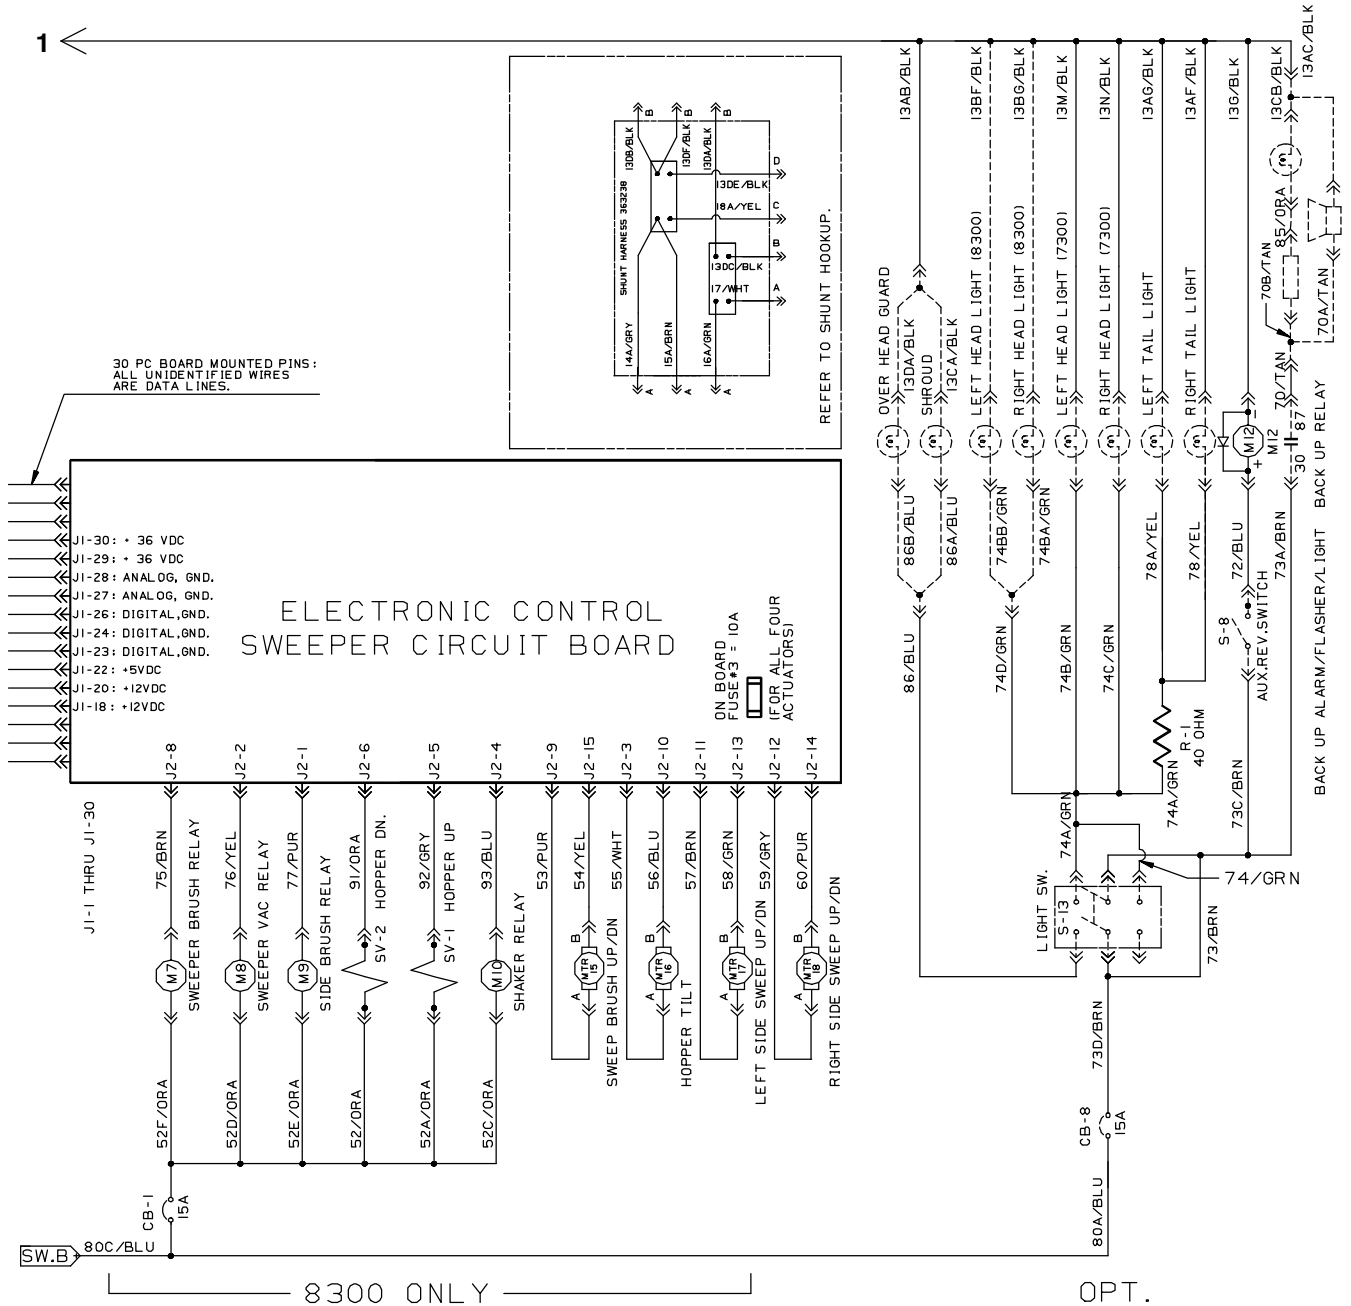 1
13AC/BLK
13AB/BLK
13BF/BLK
13BG/BLK
13M/BLK
13N/BLK
13AG/BLK
13AF/BLK
13G/BLK
13CB/BLK
B
B
B
13DB/BLK
13DF/BLK
13DA/BLK
D
13DE/BLK
18A/YEL
C
B
13DC/BLK
17/WHT
A
SHUNT HARNESS 363238
14A/GRY
15A/BRN
16A/GRN
A
A
A
REFER TO SHUNT HOOKUP.
OVER HEAD GUARD
13DA/BLK
SHROUD
13CA/BLK
LEFT HEAD LIGHT (8300)
RIGHT HEAD LIGHT (8300)
LEFT HEAD LIGHT (7300)
RIGHT HEAD LIGHT (7300)
LEFT TAIL LIGHT
RIGHT TAIL LIGHT
85/ORA
70B/TAN
70A/TAN
70/TAN
M12
M12
-
+
87
30
BACK UP ALARM/FLASHER/LIGHT BACK UP RELAY
30 PC BOARD MOUNTED PINS:
ALL UNIDENTIFIED WIRES
ARE DATA LINES.
J1-30: + 36 VDC
J1-29: + 36 VDC
J1-28: ANALOG, GND.
J1-27: ANALOG, GND.
J1-26: DIGITAL,GND.
J1-24: DIGITAL,GND.
J1-23: DIGITAL,GND.
J1-22: +5VDC
J1-20: +12VDC
J1-18: +12VDC
ELECTRONIC CONTROL
SWEEPER CIRCUIT BOARD
ON BOARD
FUSE#3 = 10A
(FOR ALL FOUR
ACTUATORS)
86B/BLU
86A/BLU
74BB/GRN
74BA/GRN
78A/YEL
78/YEL
72/BLU
73A/BRN
S-8
AUX.REV.SWITCH
86/BLU
74D/GRN
74B/GRN
74C/GRN
R-1
40 OHM
74A/GRN
73C/BRN
J2-8
J2-2
J2-1
J2-6
J2-5
J2-4
J2-9
J2-15
J2-3
J2-10
J2-11
J2-13
J2-12
J2-14
J1-1 THRU J1-30
75/BRN
76/YEL
77/PUR
91/ORA
92/GRY
93/BLU
53/PUR
54/YEL
55/WHT
56/BLU
57/BRN
58/GRN
59/GRY
60/PUR
74A/GRN
74/GRN
LIGHT SW.
S-13
73/BRN
M7
SWEEPER BRUSH RELAY
M8
SWEEPER VAC RELAY
M9
SIDE BRUSH RELAY
SV-2 HOPPER DN.
SV-1 HOPPER UP
M10
SHAKER RELAY
B
MTR
15
A
SWEEP BRUSH UP/DN
B
MTR
16
A
HOPPER TILT
B
MTR
17
A
LEFT SIDE SWEEP UP/DN
B
MTR
18
A
RIGHT SIDE SWEEP UP/DN
73D/BRN
52F/ORA
52D/ORA
52E/ORA
52/ORA
52A/ORA
52C/ORA
CB-8
15A
CB-1
15A
80A/BLU
SW.B
80C/BLU
8300 ONLY
OPT.